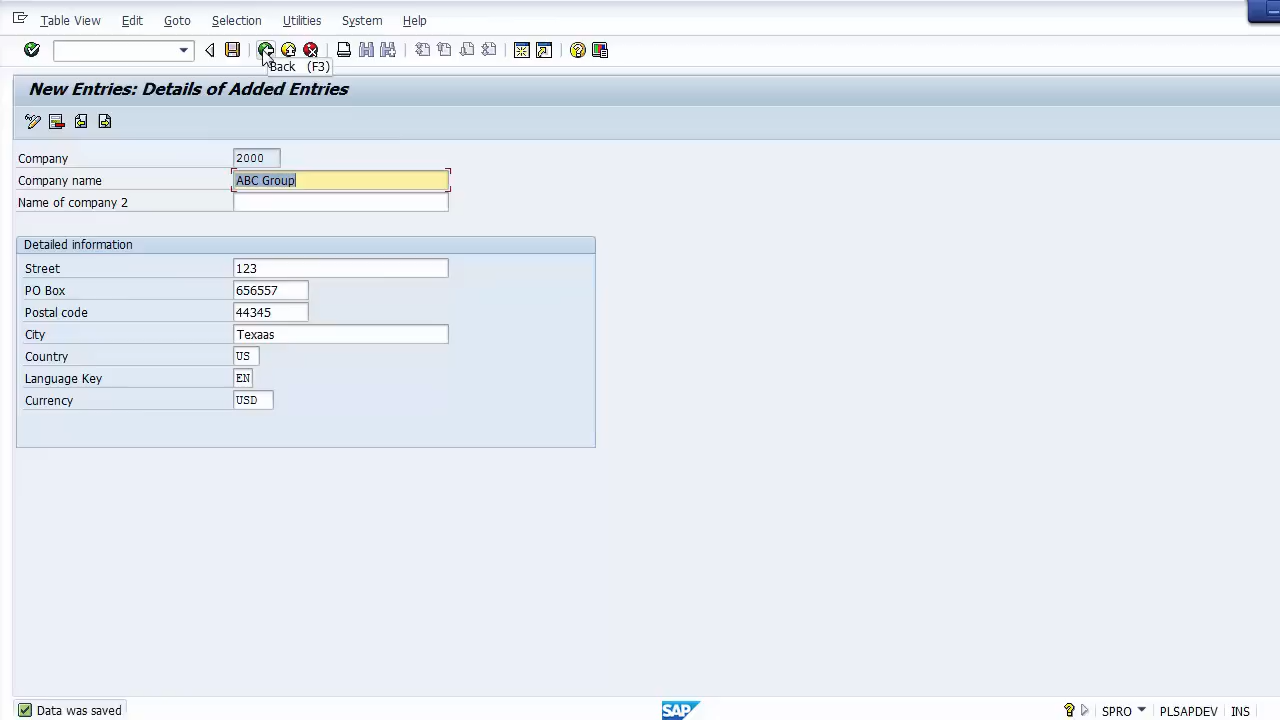 Table View Edit Goto Selection Utilities System Help
Back (F3)
New Entries: Details of Added Entries
Company 2000
Company name ABC Group
Name of company 2
Detailed information
Street 123
PO Box 656557
Postal code 44345
City Texaas
Country US
Language Key EN
Currency USD
Data was saved SAP SPRO PLSAPDEV INS